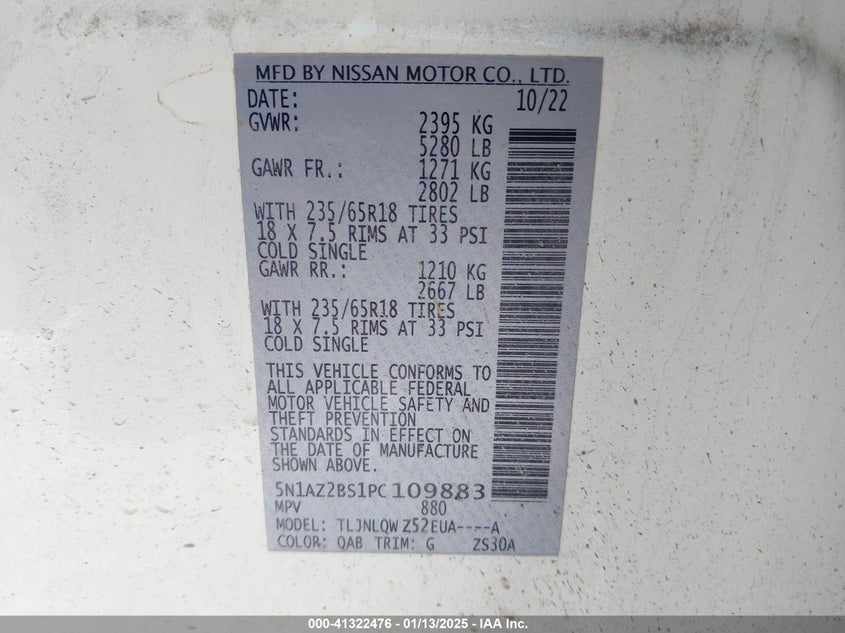 MFD BY NISSAN MOTOR CO., LTD.
DATE: 10/22
GVWR: 2395 KG
5280 LB
GAWR FR.: 1271 KG
2802 LB
WITH 235/65R18 TIRES
18 X 7.5 RIMS AT 33 PSI
COLD SINGLE
GAWR RR.: 1210 KG
2667 LB
WITH 235/65R18 TIRES
18 X 7.5 RIMS AT 33 PSI
COLD SINGLE
THIS VEHICLE CONFORMS TO
ALL APPLICABLE FEDERAL
MOTOR VEHICLE SAFETY AND
THEFT PREVENTION
STANDARDS IN EFFECT ON
THE DATE OF MANUFACTURE
SHOWN ABOVE.
5N1AZ2BS1PC109883
MPV 880
MODEL: TLJNLQW Z52EUA----A
COLOR: QAB TRIM: G ZS30A
000-41322476 — 01/13/2025 — IAA Inc.